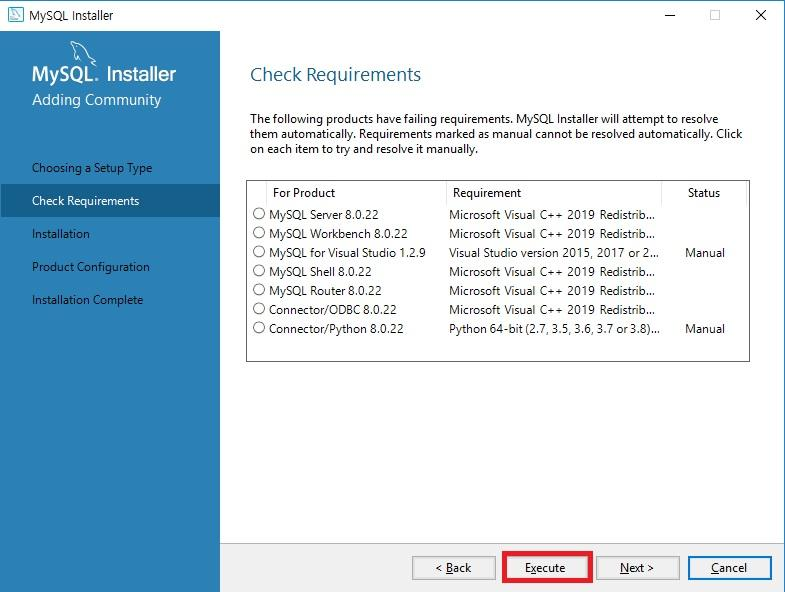 MySQL Installer
MySQL. Installer
Adding Community
Choosing a Setup Type
Check Requirements
Installation
Product Configuration
Installation Complete
Check Requirements
The following products have failing requirements. MySQL Installer will attempt to resolve
them automatically. Requirements marked as manual cannot be resolved automatically. Click
on each item to try and resolve it manually.
For Product Requirement Status
MySQL Server 8.0.22 Microsoft Visual C++ 2019 Redistrib...
MySQL Workbench 8.0.22 Microsoft Visual C++ 2019 Redistrib...
MySQL for Visual Studio 1.2.9 Visual Studio version 2015, 2017 or 2... Manual
MySQL Shell 8.0.22 Microsoft Visual C++ 2019 Redistrib...
MySQL Router 8.0.22 Microsoft Visual C++ 2019 Redistrib...
Connector/ODBC 8.0.22 Microsoft Visual C++ 2019 Redistrib...
Connector/Python 8.0.22 Python 64-bit (2.7, 3.5, 3.6, 3.7 or 3.8)... Manual
< Back Execute Next > Cancel